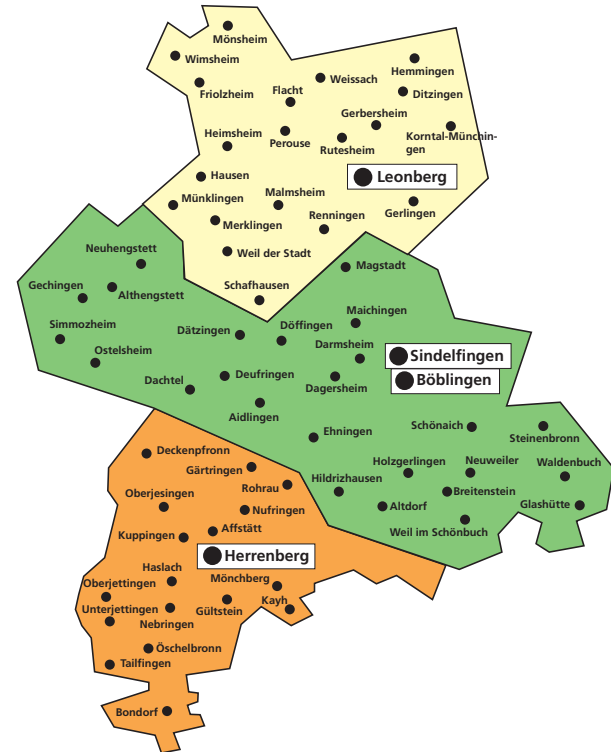 Mönsheim
Wimsheim
Hemmingen
Weissach
Friolzheim
Flacht
Ditzingen
Gerbersheim
Heimsheim
Perouse
Rutesheim
Korntal-Münchin-
gen
Leonberg
Hausen
Münklingen
Malmsheim
Merklingen
Renningen
Gerlingen
Neuhengstett
Weil der Stadt
Magstadt
Gechingen
Althengstett
Schafhausen
Simmozheim
Dätzingen
Döffingen
Maichingen
Ostelsheim
Darmsheim
Sindelfingen
Dachtel
Deufringen
Dagersheim
Böblingen
Aidlingen
Ehningen
Schönaich
Steinenbronn
Deckenpfronn
Gärtringen
Holzgerlingen
Neuweiler
Waldenbuch
Rohrau
Hildrizhausen
Oberjesingen
Breitenstein
Nufringen
Altdorf
Glashütte
Kuppingen
Affstätt
Weil im Schönbuch
Herrenberg
Haslach
Mönchberg
Oberjettingen
Unterjettingen
Gültstein
Kayh
Nebringen
Öschelbronn
Tailfingen
Bondorf